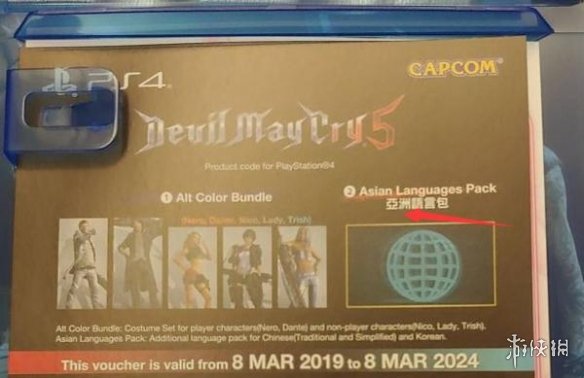 PS4
CAPCOM
Devil May Cry 5
Product code for PlayStation®4
1 Alt Color Bundle
(Nero, Dante, Nico, Lady, Trish)
2 Asian Languages Pack
亞洲語言包
Alt Color Bundle: Costume Set for player characters(Nero, Dante) and non-player characters(Nico, Lady, Trish).
Asian Languages Pack: Additional language pack for Chinese(Traditional and Simplified) and Korean.
This voucher is valid from 8 MAR 2019 to 8 MAR 2024
游侠网